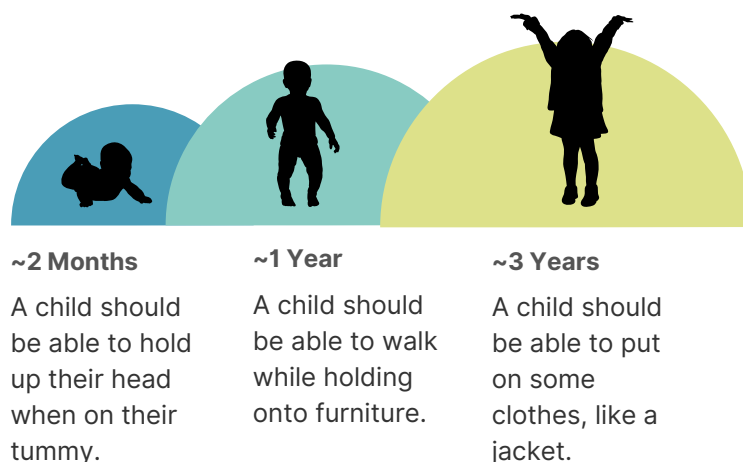 ~2 Months
A child should
be able to hold
up their head
when on their
tummy.
~1 Year
A child should
be able to walk
while holding
onto furniture.
~3 Years
A child should
be able to put
on some
clothes, like a
jacket.